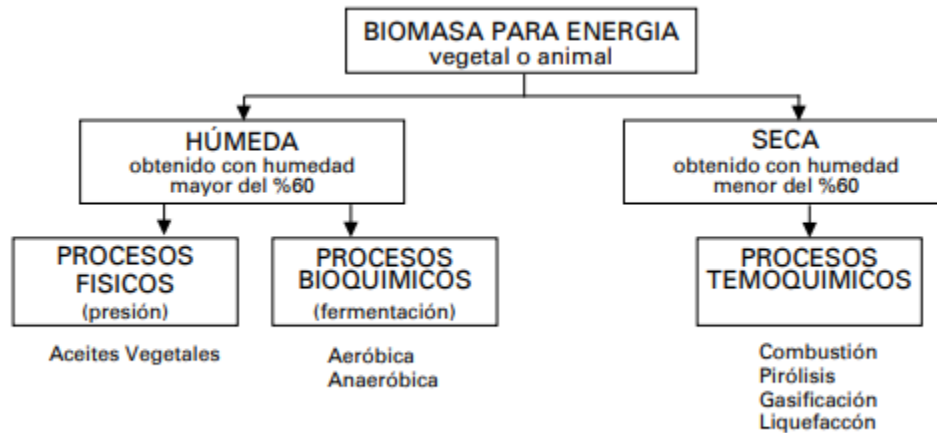 BIOMASA PARA ENERGIA
vegetal o animal
HÚMEDA
obtenido con humedad
mayor del %60
SECA
obtenido con humedad
menor del %60
PROCESOS
FISICOS
(presión)
PROCESOS
BIOQUIMICOS
(fermentación)
PROCESOS
TEMOQUIMICOS
Aceites Vegetales
Aeróbica
Anaeróbica
Combustión
Pirólisis
Gasificación
Liquefaccón